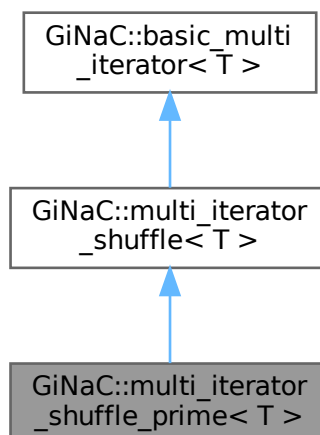 GiNaC::basic_multi
_iterator< T >
GiNaC::multi_iterator
_shuffle< T >
GiNaC::multi_iterator
_shuffle_prime< T >